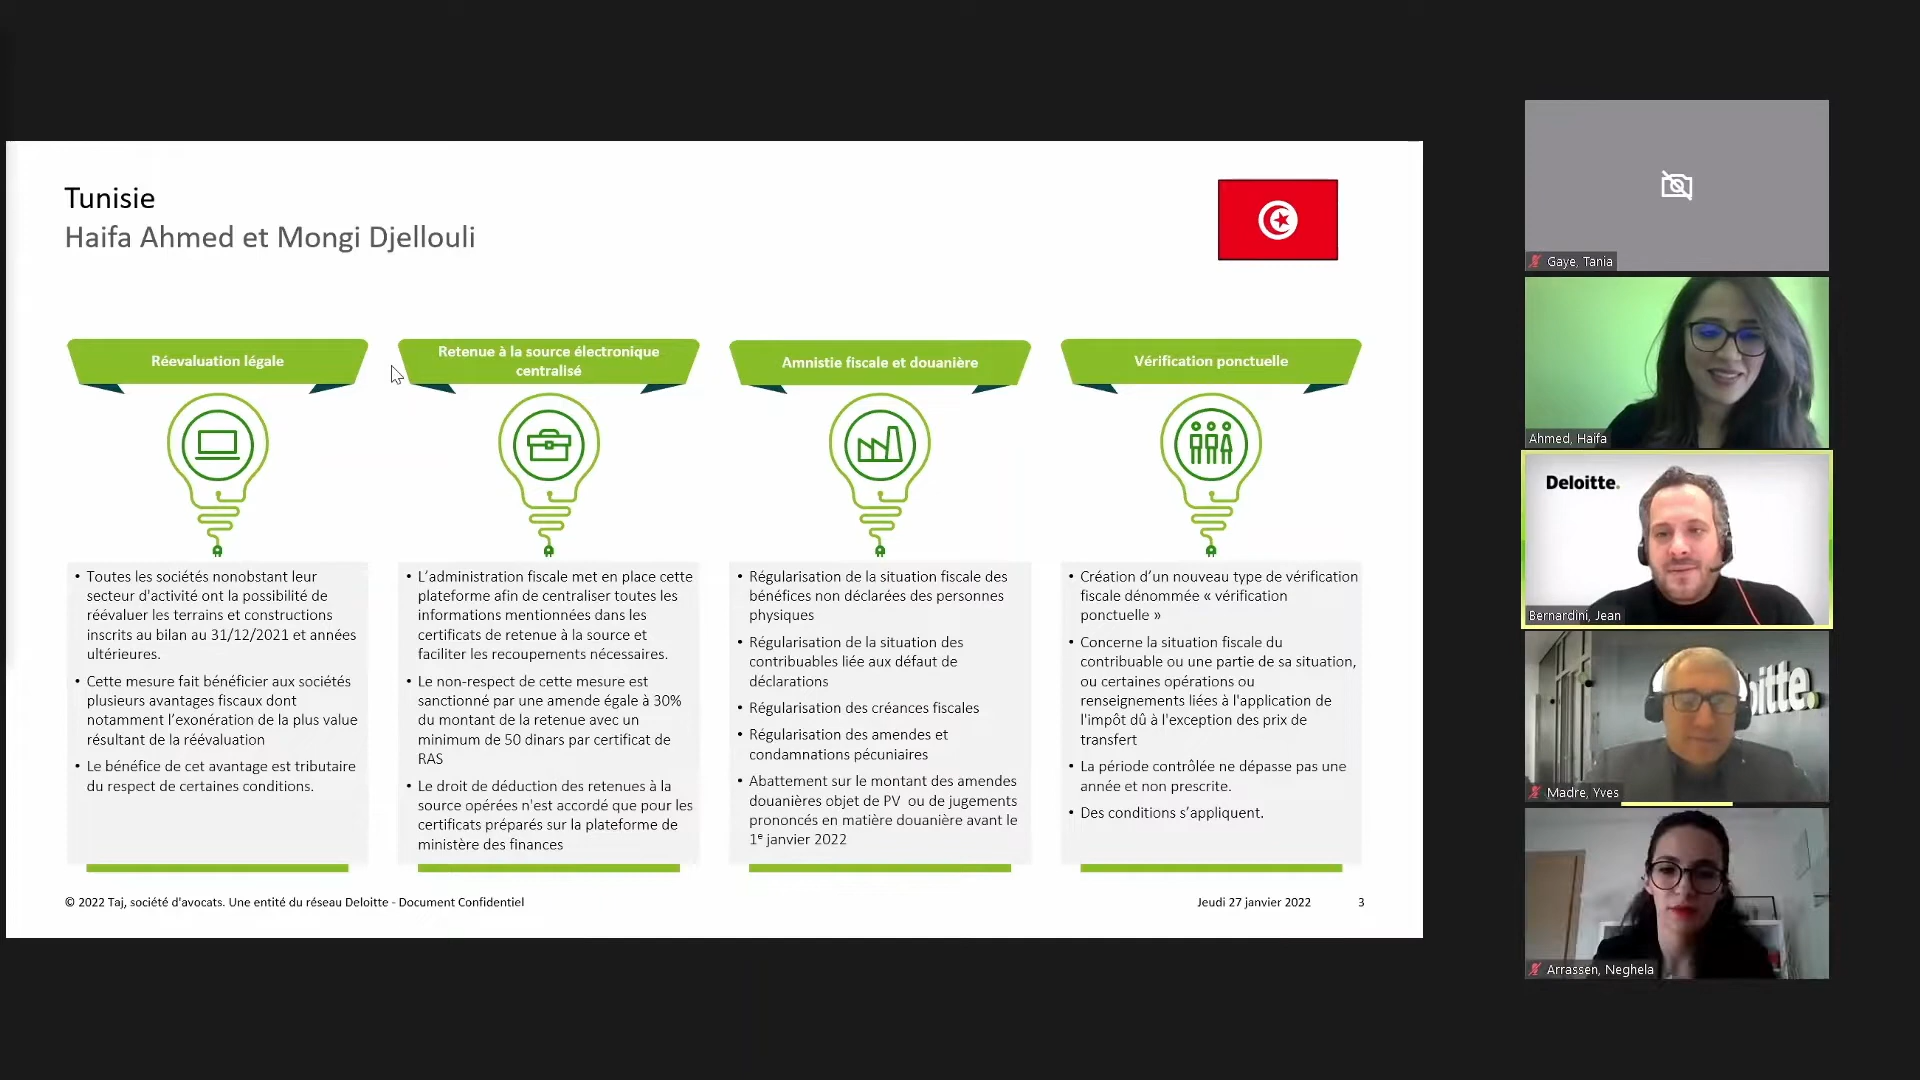 Tunisie
Haifa Ahmed et Mongi Djellouli
Réevaluation légale
Toutes les sociétés nonobstant leur
secteur d'activité ont la possibilité de
réévaluer les terrains et constructions
inscrits au bilan au 31/12/2021 et années
ultérieures.
Cette mesure fait bénéficier aux sociétés
plusieurs avantages fiscaux dont
notamment l’exonération de la plus value
résultant de la réévaluation
Le bénéfice de cet avantage est tributaire
du respect de certaines conditions.
Retenue à la source électronique
centralisé
L’administration fiscale met en place cette
plateforme afin de centraliser toutes les
informations mentionnées dans les
certificats de retenue à la source et
faciliter les recoupements nécessaires.
Le non-respect de cette mesure est
sanctionné par une amende égale à 30%
du montant de la retenue avec un
minimum de 50 dinars par certificat de
RAS
Le droit de déduction des retenues à la
source opérées n'est accordé que pour les
certificats préparés sur la plateforme de
ministère des finances
Amnistie fiscale et douanière
Régularisation de la situation fiscale des
bénéfices non déclarées des personnes
physiques
Régularisation de la situation des
contribuables liée aux défaut de
déclarations
Régularisation des créances fiscales
Régularisation des amendes et
condamnations pécuniaires
Abattement sur le montant des amendes
douanières objet de PV ou de jugements
prononcés en matière douanière avant le
1e janvier 2022
Vérification ponctuelle
Création d’un nouveau type de vérification
fiscale dénommée « vérification
ponctuelle »
Concerne la situation fiscale du
contribuable ou une partie de sa situation,
ou certaines opérations ou
renseignements liées à l'application de
l'impôt dû à l'exception des prix de
transfert
La période contrôlée ne dépasse pas une
année et non prescrite.
Des conditions s’appliquent.
© 2022 Taj, société d'avocats. Une entité du réseau Deloitte - Document Confidentiel
Jeudi 27 janvier 2022
3
Gaye, Tania
Ahmed, Haifa
Deloitte.
Bernardini, Jean
oitte.
Madre, Yves
Arrassen, Neghela